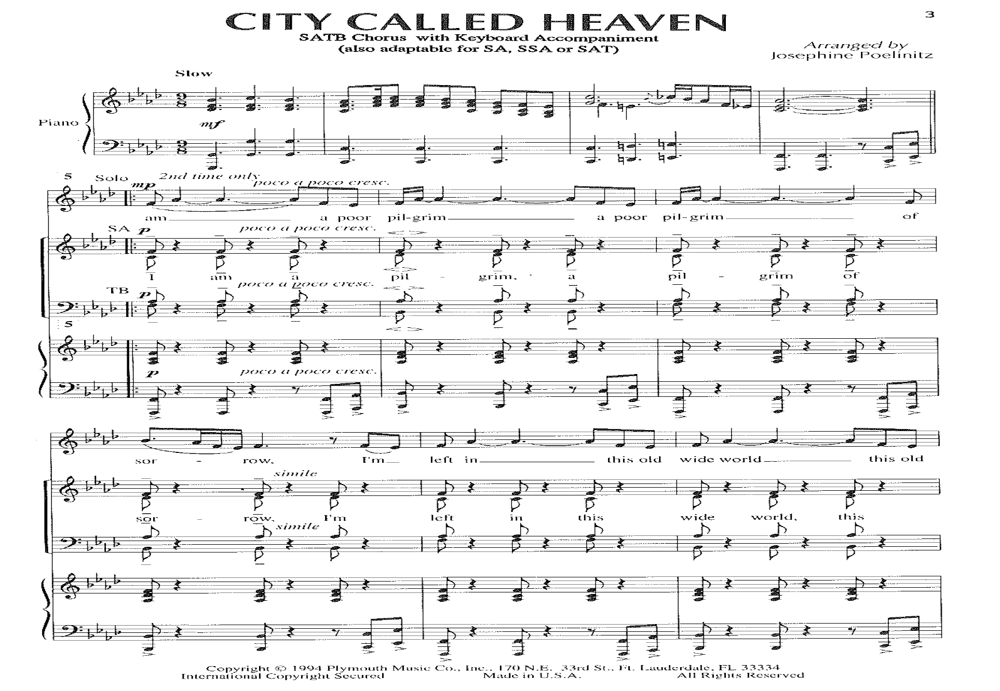 3
CITY CALLED HEAVEN
SATB Chorus with Keyboard Accompaniment
(also adaptable for SA, SSA or SAT)
Arranged by
Josephine Poelinitz
Slow
Piano
mf
5 Solo mp 2nd time only poco a poco cresc.
am a poor pil-grim a poor pil-grim of
SA p poco a poco cresc.
I am a pil - grim, a pil - grim of
TB p poco a poco cresc.
5
p poco a poco cresc.
sor - row, I'm left in this old wide world this old
simile
sor - row, I'm left in this wide world, this
simile
Copyright © 1994 Plymouth Music Co., Inc., 170 N.E. 33rd St., Ft. Lauderdale, FL 33334
International Copyright Secured Made in U.S.A. All Rights Reserved